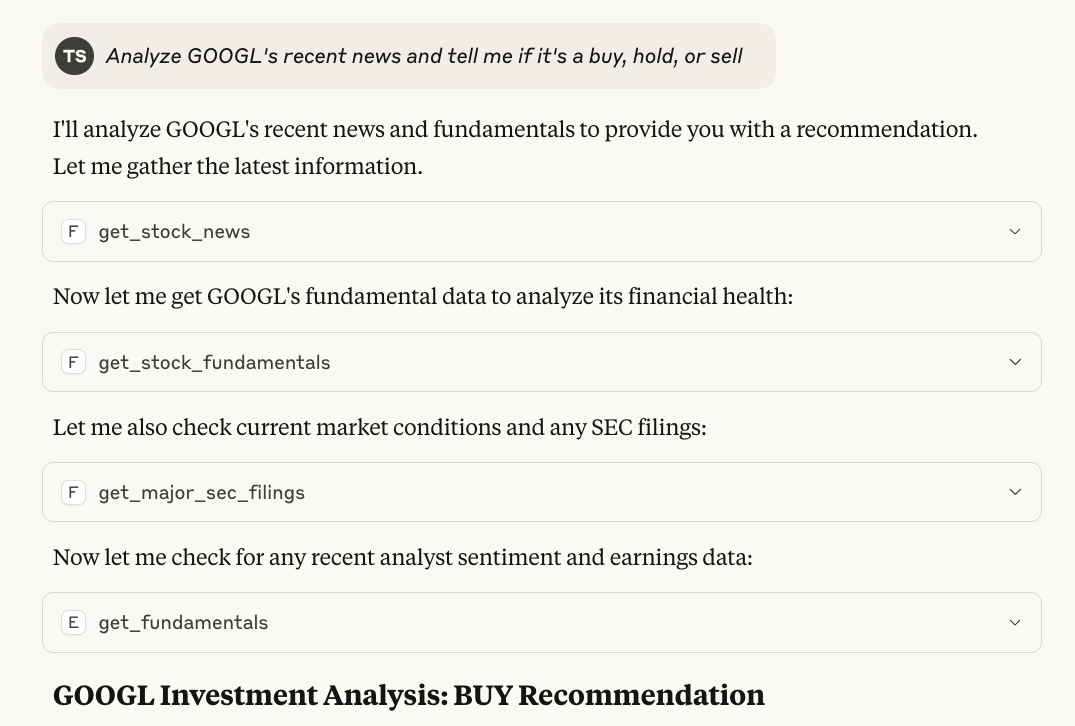 TS Analyze GOOGL's recent news and tell me if it's a buy, hold, or sell
I'll analyze GOOGL's recent news and fundamentals to provide you with a recommendation.
Let me gather the latest information.
F get_stock_news
Now let me get GOOGL's fundamental data to analyze its financial health:
F get_stock_fundamentals
Let me also check current market conditions and any SEC filings:
F get_major_sec_filings
Now let me check for any recent analyst sentiment and earnings data:
E get_fundamentals
GOOGL Investment Analysis: BUY Recommendation